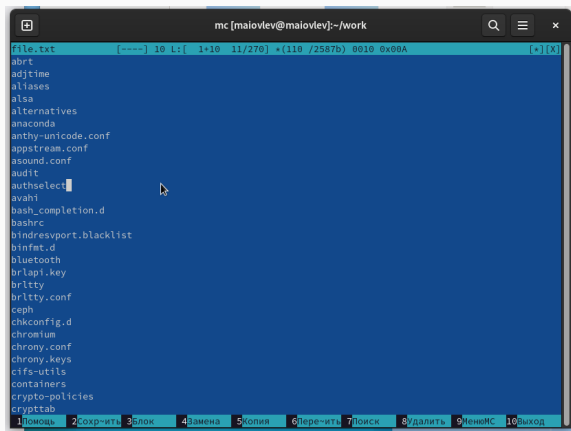 mc [maiovlev@maiovlev]:~/work
file.txt [----] 10 L:[ 1+10 11/270] *(110 /2587b) 0010 0x00A [*][X]
abrt
adjtime
aliases
alsa
alternatives
anaconda
anthy-unicode.conf
appstream.conf
asound.conf
audit
authselect
avahi
bash_completion.d
bashrc
bindresvport.blacklist
binfmt.d
bluetooth
brlapi.key
brltty
brltty.conf
ceph
chkconfig.d
chromium
chrony.conf
chrony.keys
cifs-utils
containers
crypto-policies
crypttab
1Помощь 2Сохр~ить 3Блок 4Замена 5Копия 6Пере~ить 7Поиск 8Удалить 9МенюMC 10Выход